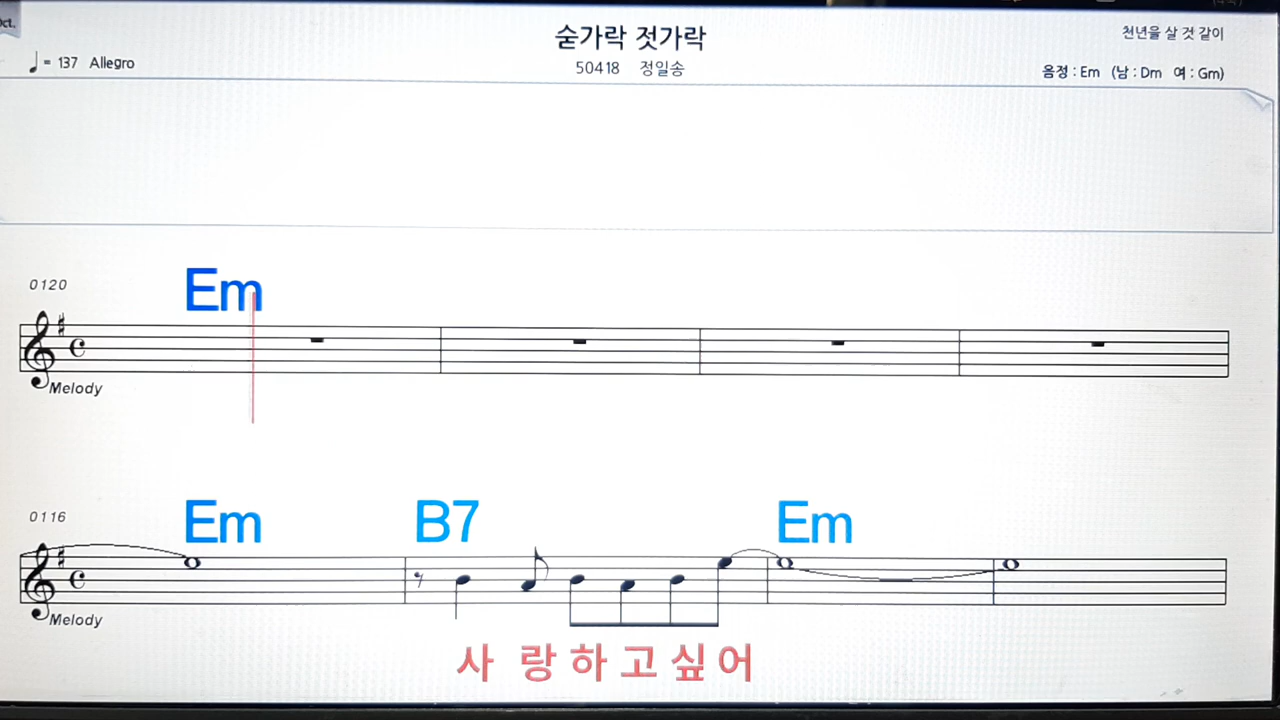 숟가락 젓가락
천년을 살 것 같이
♩= 137 Allegro
50418 정일송
음정 : Em (남 : Dm 여 : Gm)
0120
Em
Melody
0116
Em B7 Em
Melody
사랑하고싶어